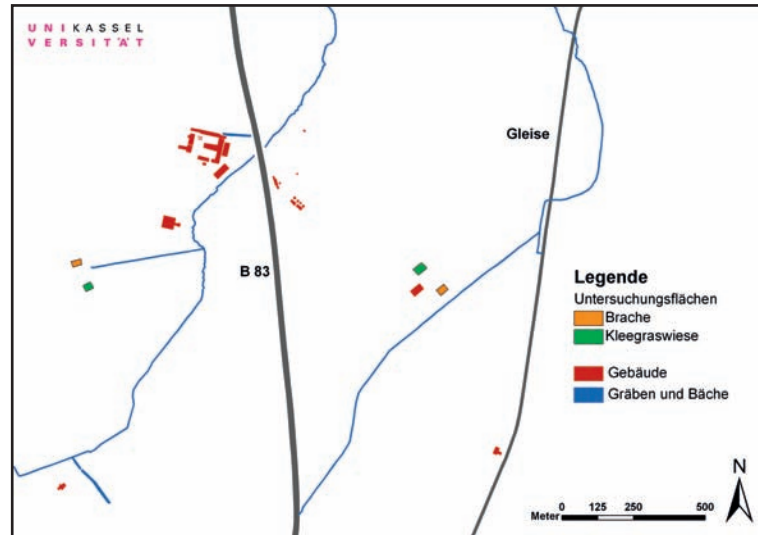 UNIKASSEL
VERSITÄT
Gleise
B 83
Legende
Untersuchungsflächen
Brache
Kleegraswiese
Gebäude
Gräben und Bäche
N
0 125 250 500
Meter